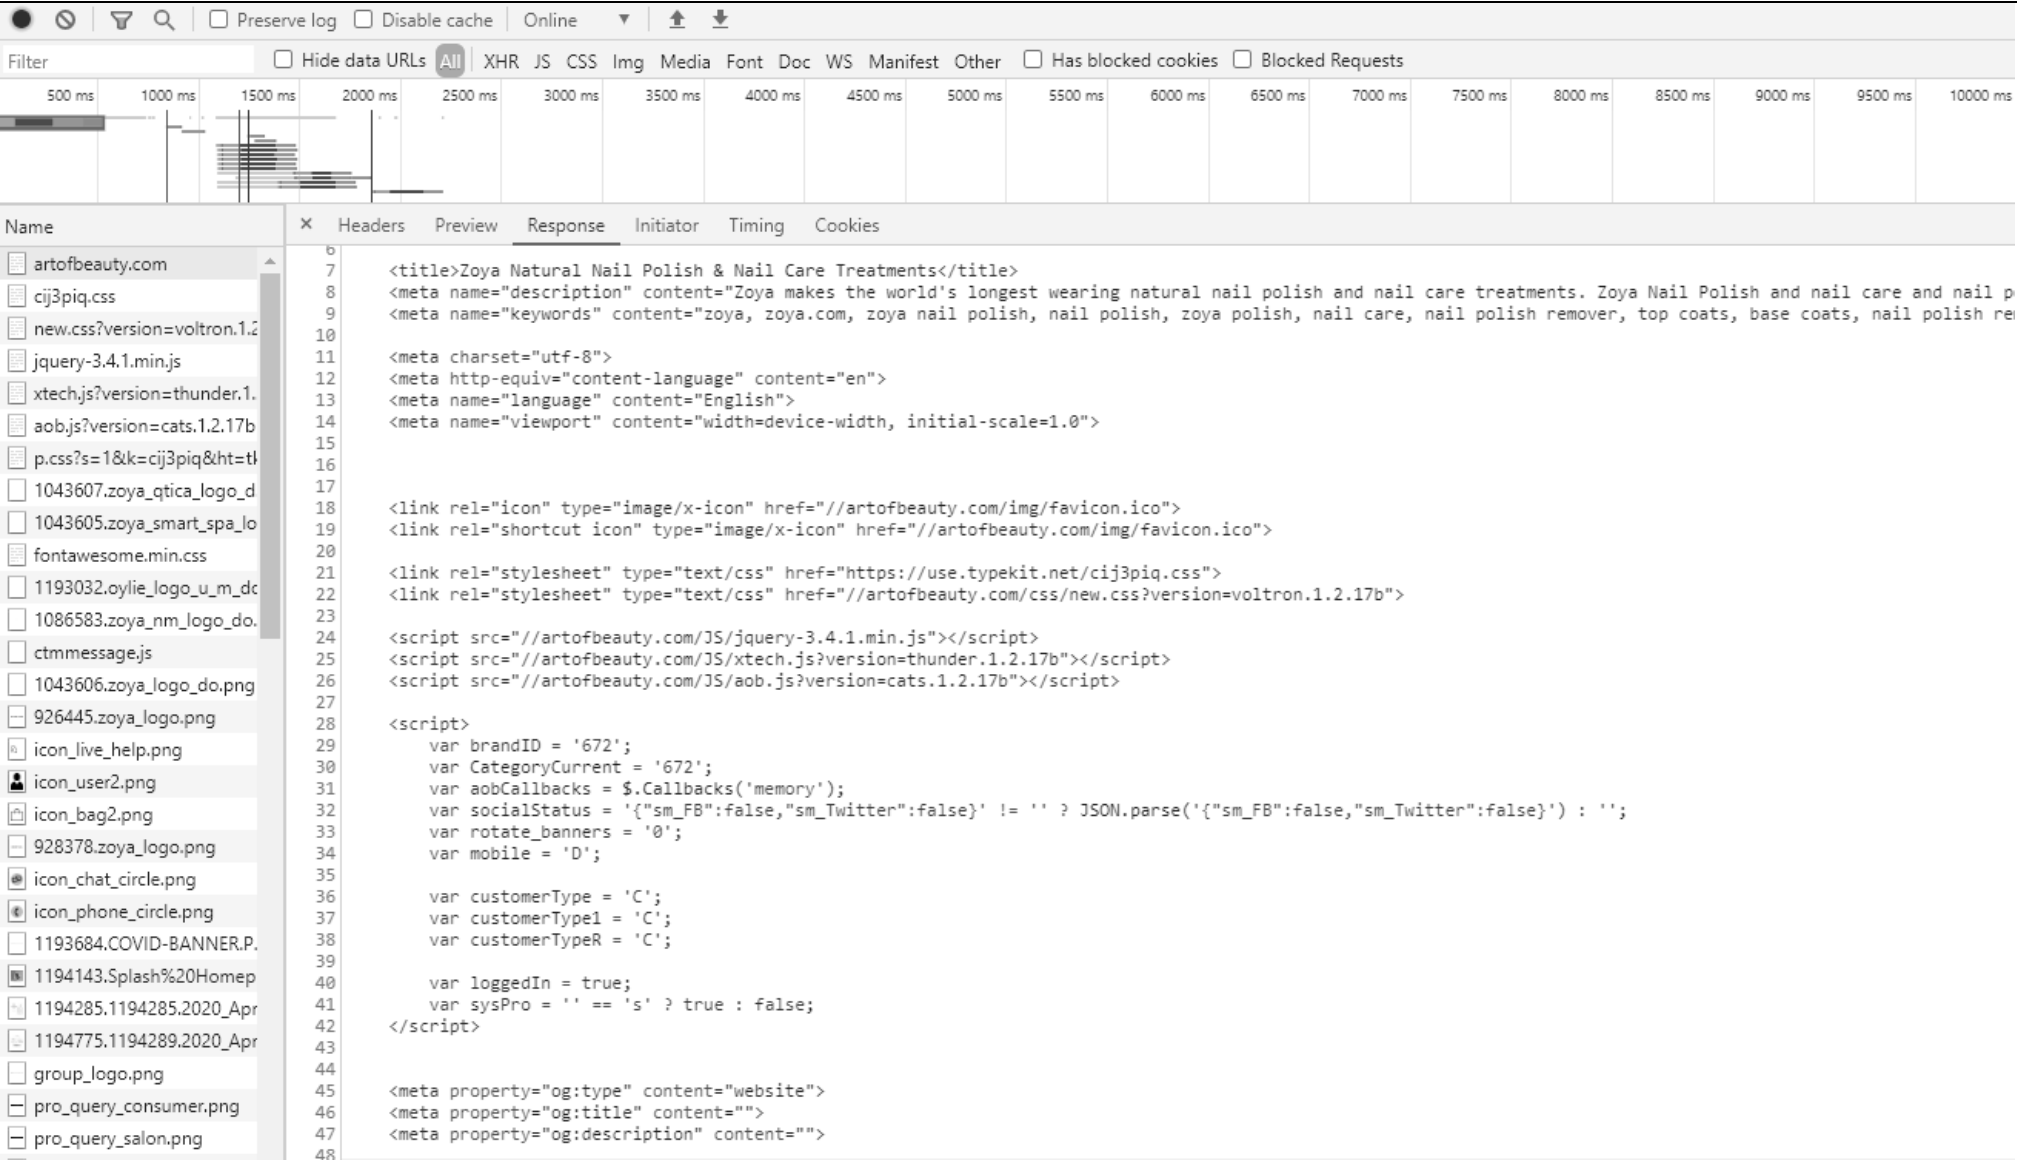 Preserve log Disable cache Online
Filter Hide data URLs All XHR JS CSS Img Media Font Doc WS Manifest Other Has blocked cookies Blocked Requests
500 ms 1000 ms 1500 ms 2000 ms 2500 ms 3000 ms 3500 ms 4000 ms 4500 ms 5000 ms 5500 ms 6000 ms 6500 ms 7000 ms 7500 ms 8000 ms 8500 ms 9000 ms 9500 ms 10000 ms
Name
artofbeauty.com
cij3piq.css
new.css?version=voltron.1.2
jquery-3.4.1.min.js
xtech.js?version=thunder.1.
aob.js?version=cats.1.2.17b
p.css?s=1&k=cij3piq&ht=tk
1043607.zoya_qtica_logo_d
1043605.zoya_smart_spa_lo
fontawesome.min.css
1193032.oylie_logo_u_m_do
1086583.zoya_nm_logo_do.
ctmmessage.js
1043606.zoya_logo_do.png
926445.zoya_logo.png
icon_live_help.png
icon_user2.png
icon_bag2.png
928378.zoya_logo.png
icon_chat_circle.png
icon_phone_circle.png
1193684.COVID-BANNER.P.
1194143.Splash%20Homep
1194285.1194285.2020_Apr
1194775.1194289.2020_Apr
group_logo.png
pro_query_consumer.png
pro_query_salon.png
× Headers Preview Response Initiator Timing Cookies
6
7 <title>Zoya Natural Nail Polish & Nail Care Treatments</title>
8 <meta name="description" content="Zoya makes the world's longest wearing natural nail polish and nail care treatments. Zoya Nail Polish and nail care and nail p
9 <meta name="keywords" content="zoya, zoya.com, zoya nail polish, nail polish, zoya polish, nail care, nail polish remover, top coats, base coats, nail polish re
10
11 <meta charset="utf-8">
12 <meta http-equiv="content-language" content="en">
13 <meta name="language" content="English">
14 <meta name="viewport" content="width=device-width, initial-scale=1.0">
15
16
17
18 <link rel="icon" type="image/x-icon" href="//artofbeauty.com/img/favicon.ico">
19 <link rel="shortcut icon" type="image/x-icon" href="//artofbeauty.com/img/favicon.ico">
20
21 <link rel="stylesheet" type="text/css" href="https://use.typekit.net/cij3piq.css">
22 <link rel="stylesheet" type="text/css" href="//artofbeauty.com/css/new.css?version=voltron.1.2.17b">
23
24 <script src="//artofbeauty.com/JS/jquery-3.4.1.min.js"></script>
25 <script src="//artofbeauty.com/JS/xtech.js?version=thunder.1.2.17b"></script>
26 <script src="//artofbeauty.com/JS/aob.js?version=cats.1.2.17b"></script>
27
28 <script>
29 var brandID = '672';
30 var CategoryCurrent = '672';
31 var aobCallbacks = $.Callbacks('memory');
32 var socialStatus = '{"sm_FB":false,"sm_Twitter":false}' != '' ? JSON.parse('{"sm_FB":false,"sm_Twitter":false}') : '';
33 var rotate_banners = '0';
34 var mobile = 'D';
35
36 var customerType = 'C';
37 var customerType1 = 'C';
38 var customerTypeR = 'C';
39
40 var loggedIn = true;
41 var sysPro = '' == 's' ? true : false;
42 </script>
43
44
45 <meta property="og:type" content="website">
46 <meta property="og:title" content="">
47 <meta property="og:description" content="">
48